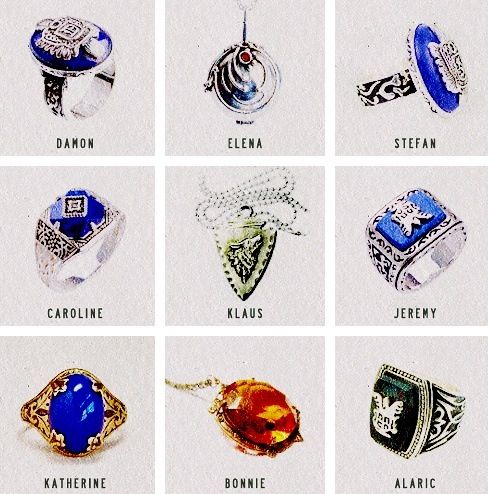 DAMON
ELENA
STEFAN
CAROLINE
KLAUS
JEREMY
KATHERINE
BONNIE
ALARIC